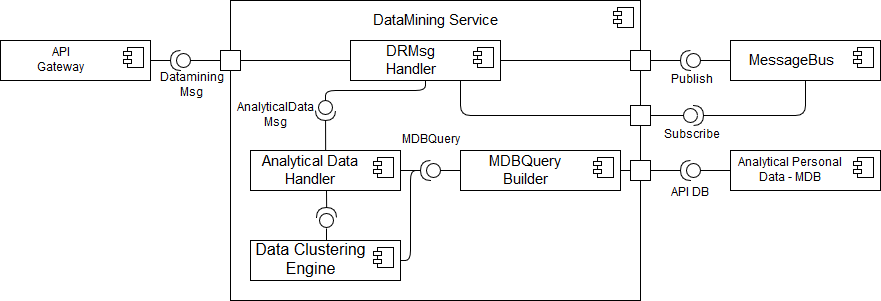 DataMining Service
API
Gateway
DRMsg
Handler
MessageBus
Datamining
Msg
Publish
AnalyticalData
Msg
Subscribe
MDBQuery
Analytical Data
Handler
MDBQuery
Builder
Analytical Personal
Data - MDB
API DB
Data Clustering
Engine